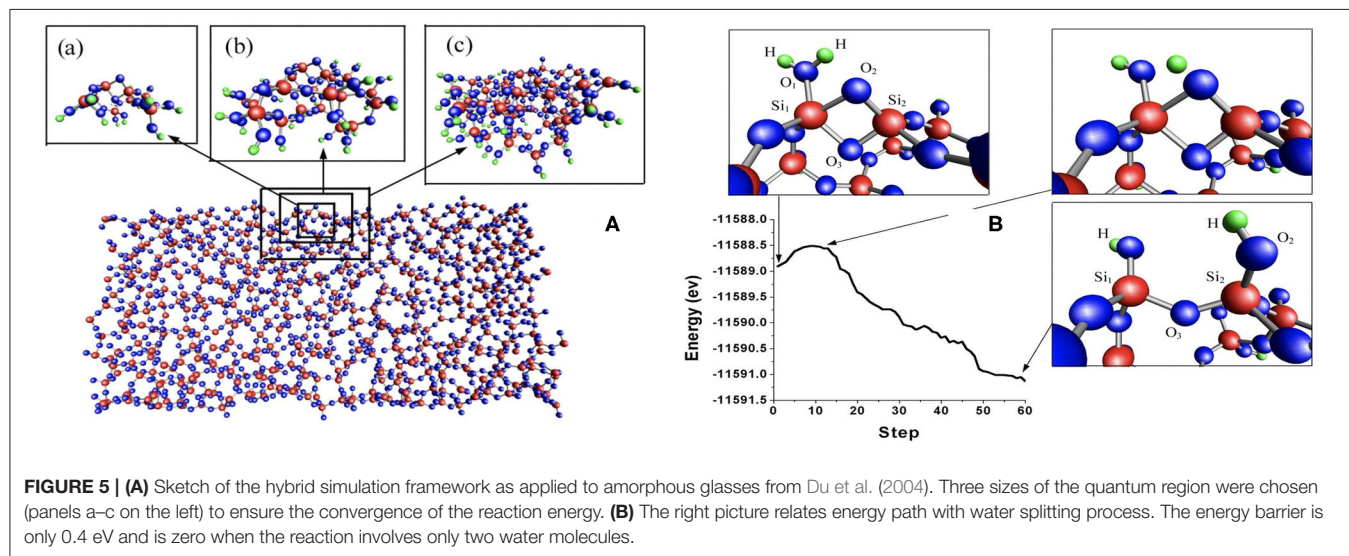 (a)
(b)
(c)
A
H
H
O1
O2
Si1
Si2
O3
B
-11588.0
-11588.5
-11589.0
-11589.5
-11590.0
-11590.5
-11591.0
-11591.5
Energy (ev)
0
10
20
30
40
50
60
Step
H
H
O2
Si1
Si2
O3
FIGURE 5 | (A) Sketch of the hybrid simulation framework as applied to amorphous glasses from Du et al. (2004). Three sizes of the quantum region were chosen
(panels a–c on the left) to ensure the convergence of the reaction energy. (B) The right picture relates energy path with water splitting process. The energy barrier is
only 0.4 eV and is zero when the reaction involves only two water molecules.